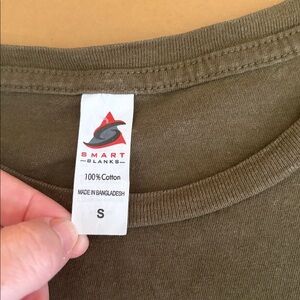 SMART
BLANKS
100% Cotton
MADE IN BANGLADESH
S